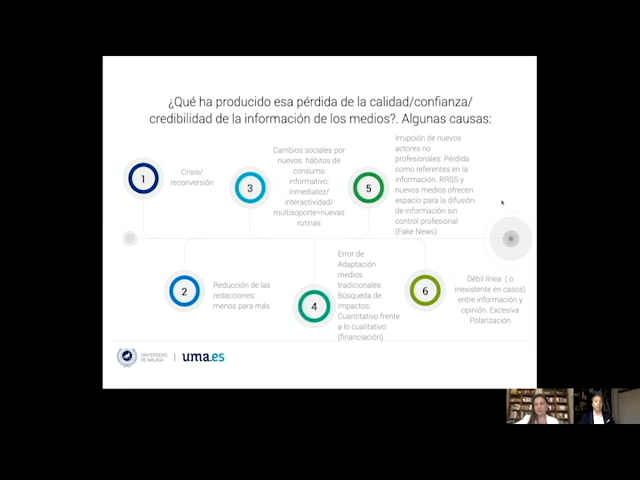 ¿Qué ha producido esa pérdida de la calidad/confianza/
credibilidad de la información de los medios?. Algunas causas:
1
Crisis/
reconversión
2
Reducción de las
redacciones:
menos para más
3
Cambios sociales por
nuevos hábitos de
consumo
informativo:
inmediatez/
interactividad/
multisoporte=nuevas
rutinas
4
Error de
Adaptación
medios
tradicionales.
Búsqueda de
impactos:
Cuantitativo frente
a lo cualitativo
(financiación)
5
Irrupción de nuevos
actores no
profesionales: Pérdida
como referentes en la
información. RRSS y
nuevos medios ofrecen
espacio para la difusión
de información sin
control profesional
(Fake News)
6
Débil línea ( o
inexistente en casos)
entre información y
opinión. Excesiva
Polarización
UNIVERSIDAD
DE MÁLAGA
uma.es